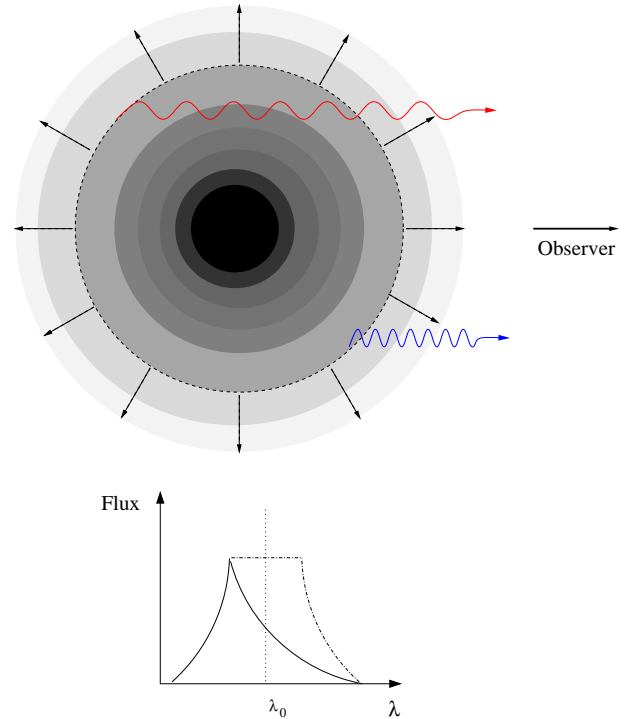 Observer
Flux
λ₀
λ